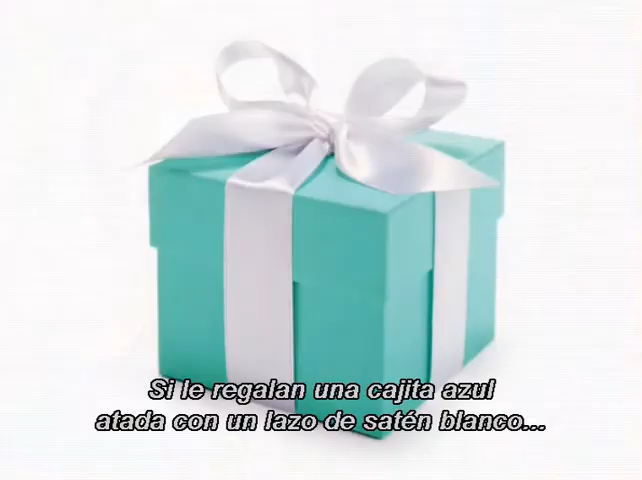 Si le regalan una cajita azul
atada con un lazo de satén blanco...